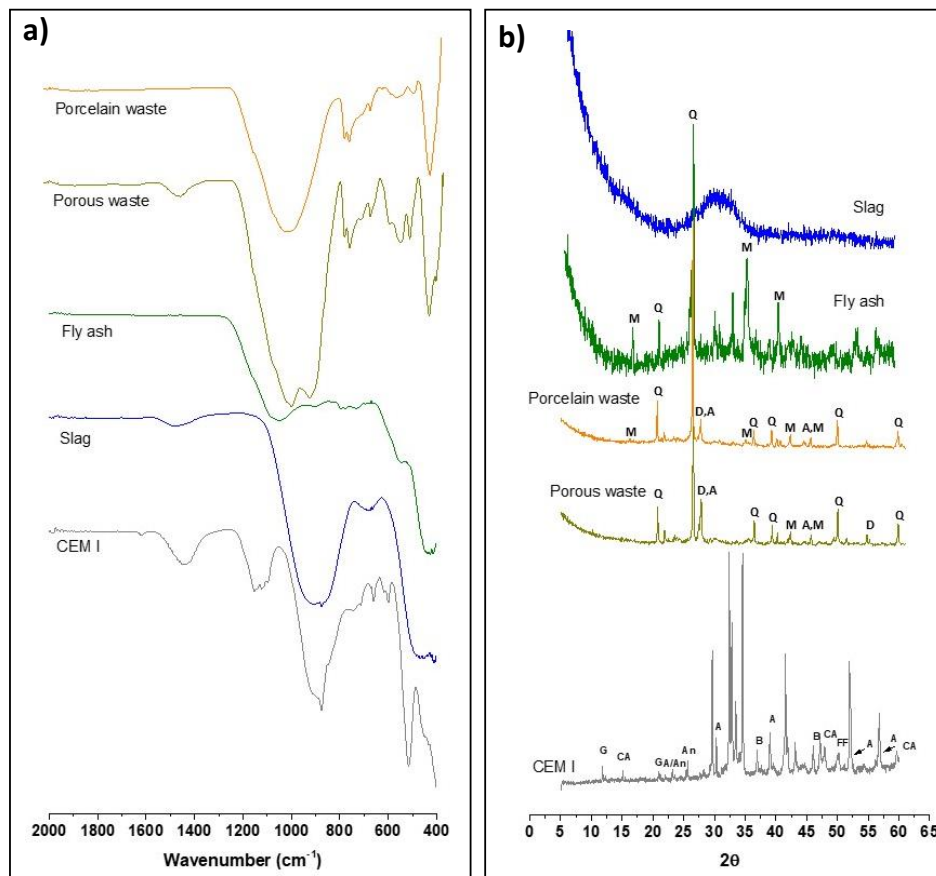 a)
Porcelain waste
Porous waste
Fly ash
Slag
CEM I
2000 1800 1600 1400 1200 1000 800 600 400
Wavenumber (cm⁻¹)
b)
Q
Slag
M
M
M
Q
Fly ash
Porcelain waste
Q
D,A
M
M
Q
Q
M
A,M
Q
Q
Porous waste
Q
D,A
Q
Q
M
A,M
Q
D
Q
CEM I
G
CA
G
A/An
An
A
B
A
B
CA
FF
A
A
CA
0 5 10 15 20 25 30 35 40 45 50 55 60 65
2θ